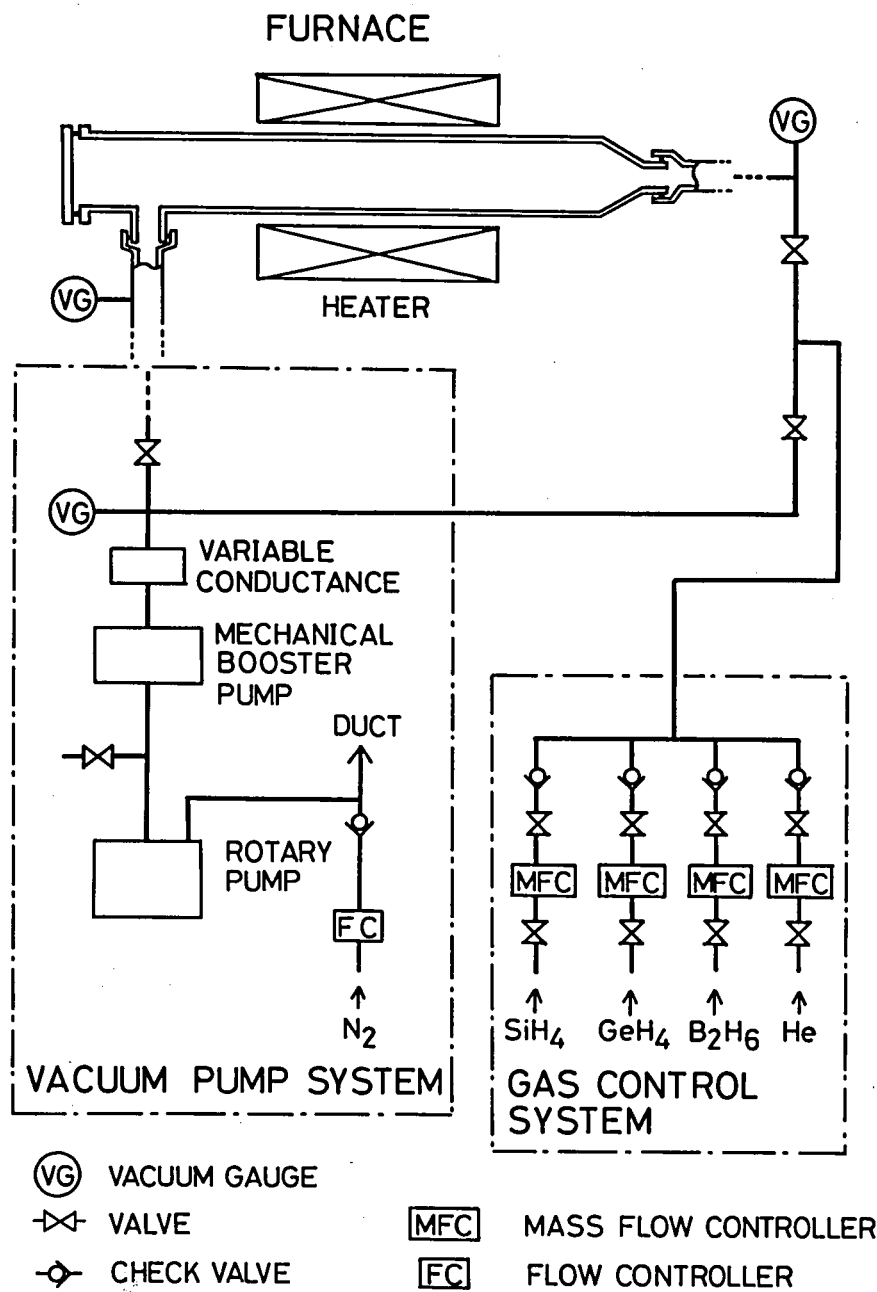 FURNACE
VG
VG
HEATER
VG
VARIABLE
CONDUCTANCE
MECHANICAL
BOOSTER
PUMP
DUCT
ROTARY
PUMP
FC
N2
VACUUM PUMP SYSTEM
MFC MFC MFC MFC
SiH4 GeH4 B2H6 He
GAS CONTROL
SYSTEM
VG VACUUM GAUGE
VALVE
MFC MASS FLOW CONTROLLER
CHECK VALVE
FC FLOW CONTROLLER